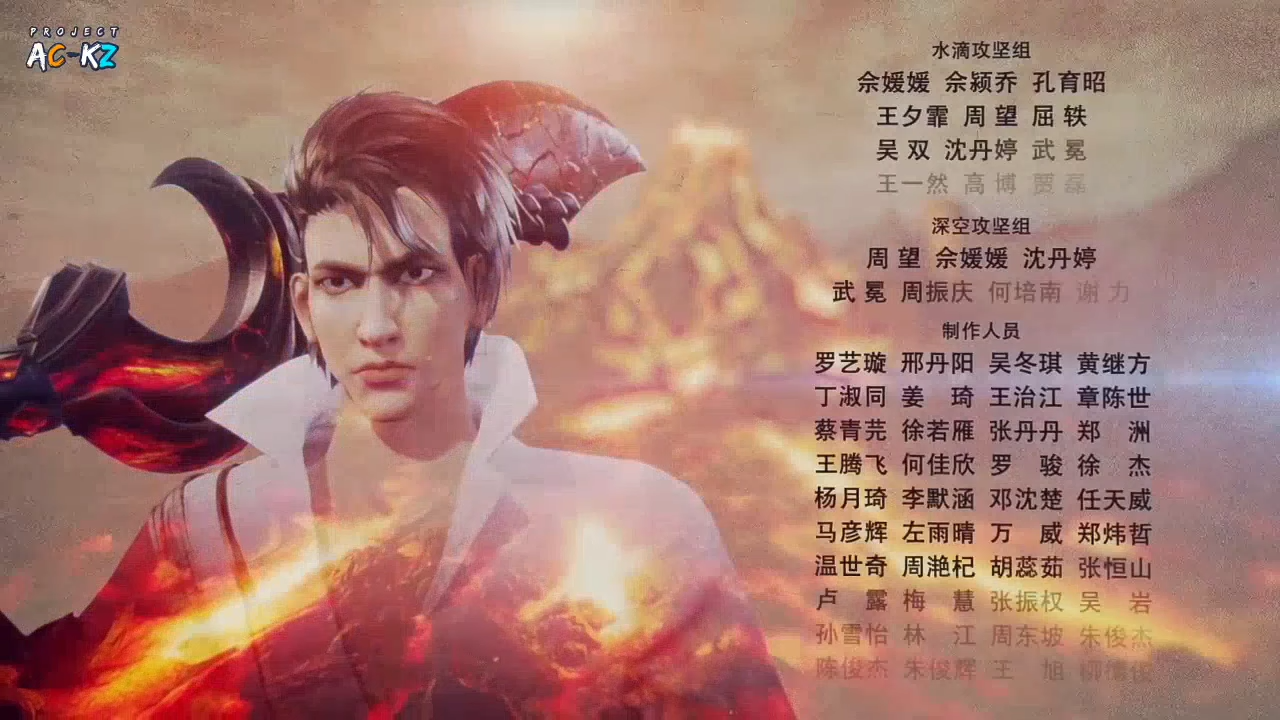 PROJECT
AC-KZ
水滴攻坚组
佘媛媛 佘颍乔 孔育昭
王夕霏 周望 屈轶
吴双 沈丹婷 武冕
王一然 高博 贾磊
深空攻坚组
周望 佘媛媛 沈丹婷
武冕 周振庆 何培南 谢力
制作人员
罗艺璇 邢丹阳 吴冬琪 黄继方
丁淑同 姜琦 王治江 章陈世
蔡青芫 徐若雁 张丹丹 郑洲
王腾飞 何佳欣 罗骏 徐杰
杨月琦 李默涵 邓沈楚 任天威
马彦辉 左雨晴 万威 郑炜哲
温世奇 周滟杞 胡蕊茹 张恒山
卢露 梅慧 张振权 吴岩
孙雪怡 林江 周东坡 朱俊杰
陈俊杰 朱俊辉 王旭